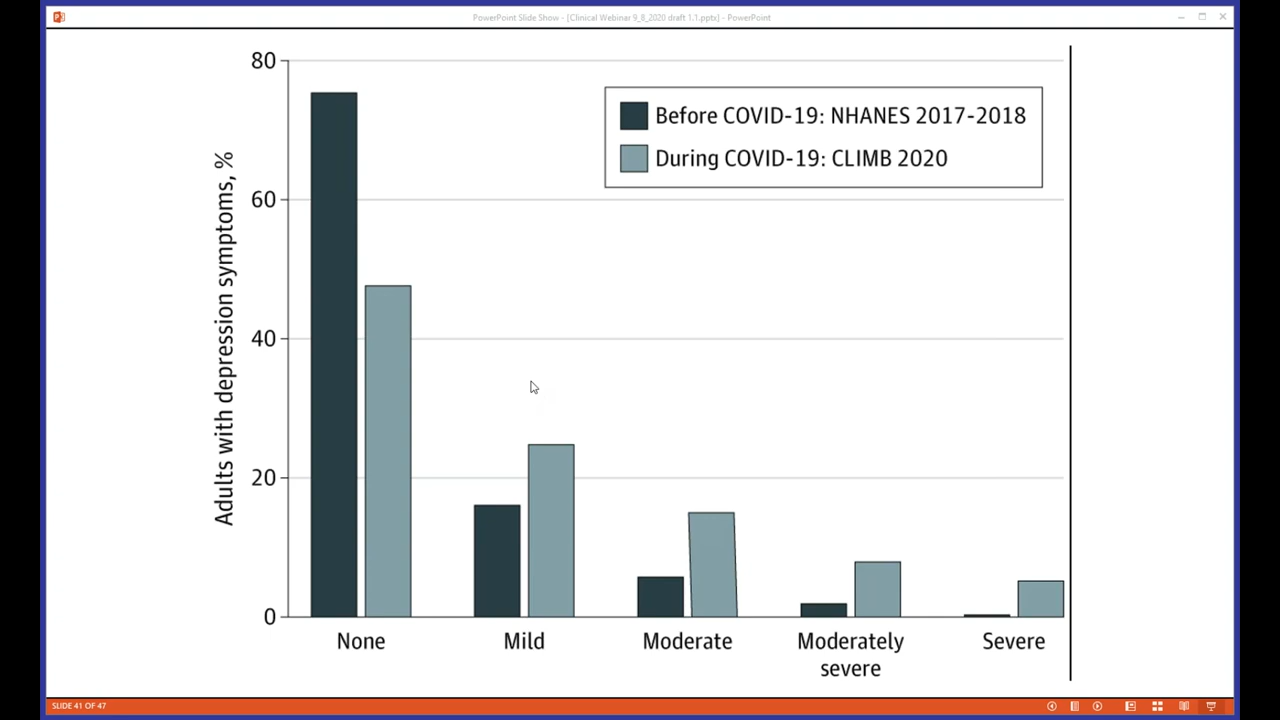 PowerPoint Slide Show - [Clinical Webinar 9_8_2020 draft 1.1.pptx] - PowerPoint
80
60
40
20
0
Adults with depression symptoms, %
Before COVID-19: NHANES 2017-2018
During COVID-19: CLIMB 2020
None
Mild
Moderate
Moderately
severe
Severe
SLIDE 41 OF 47